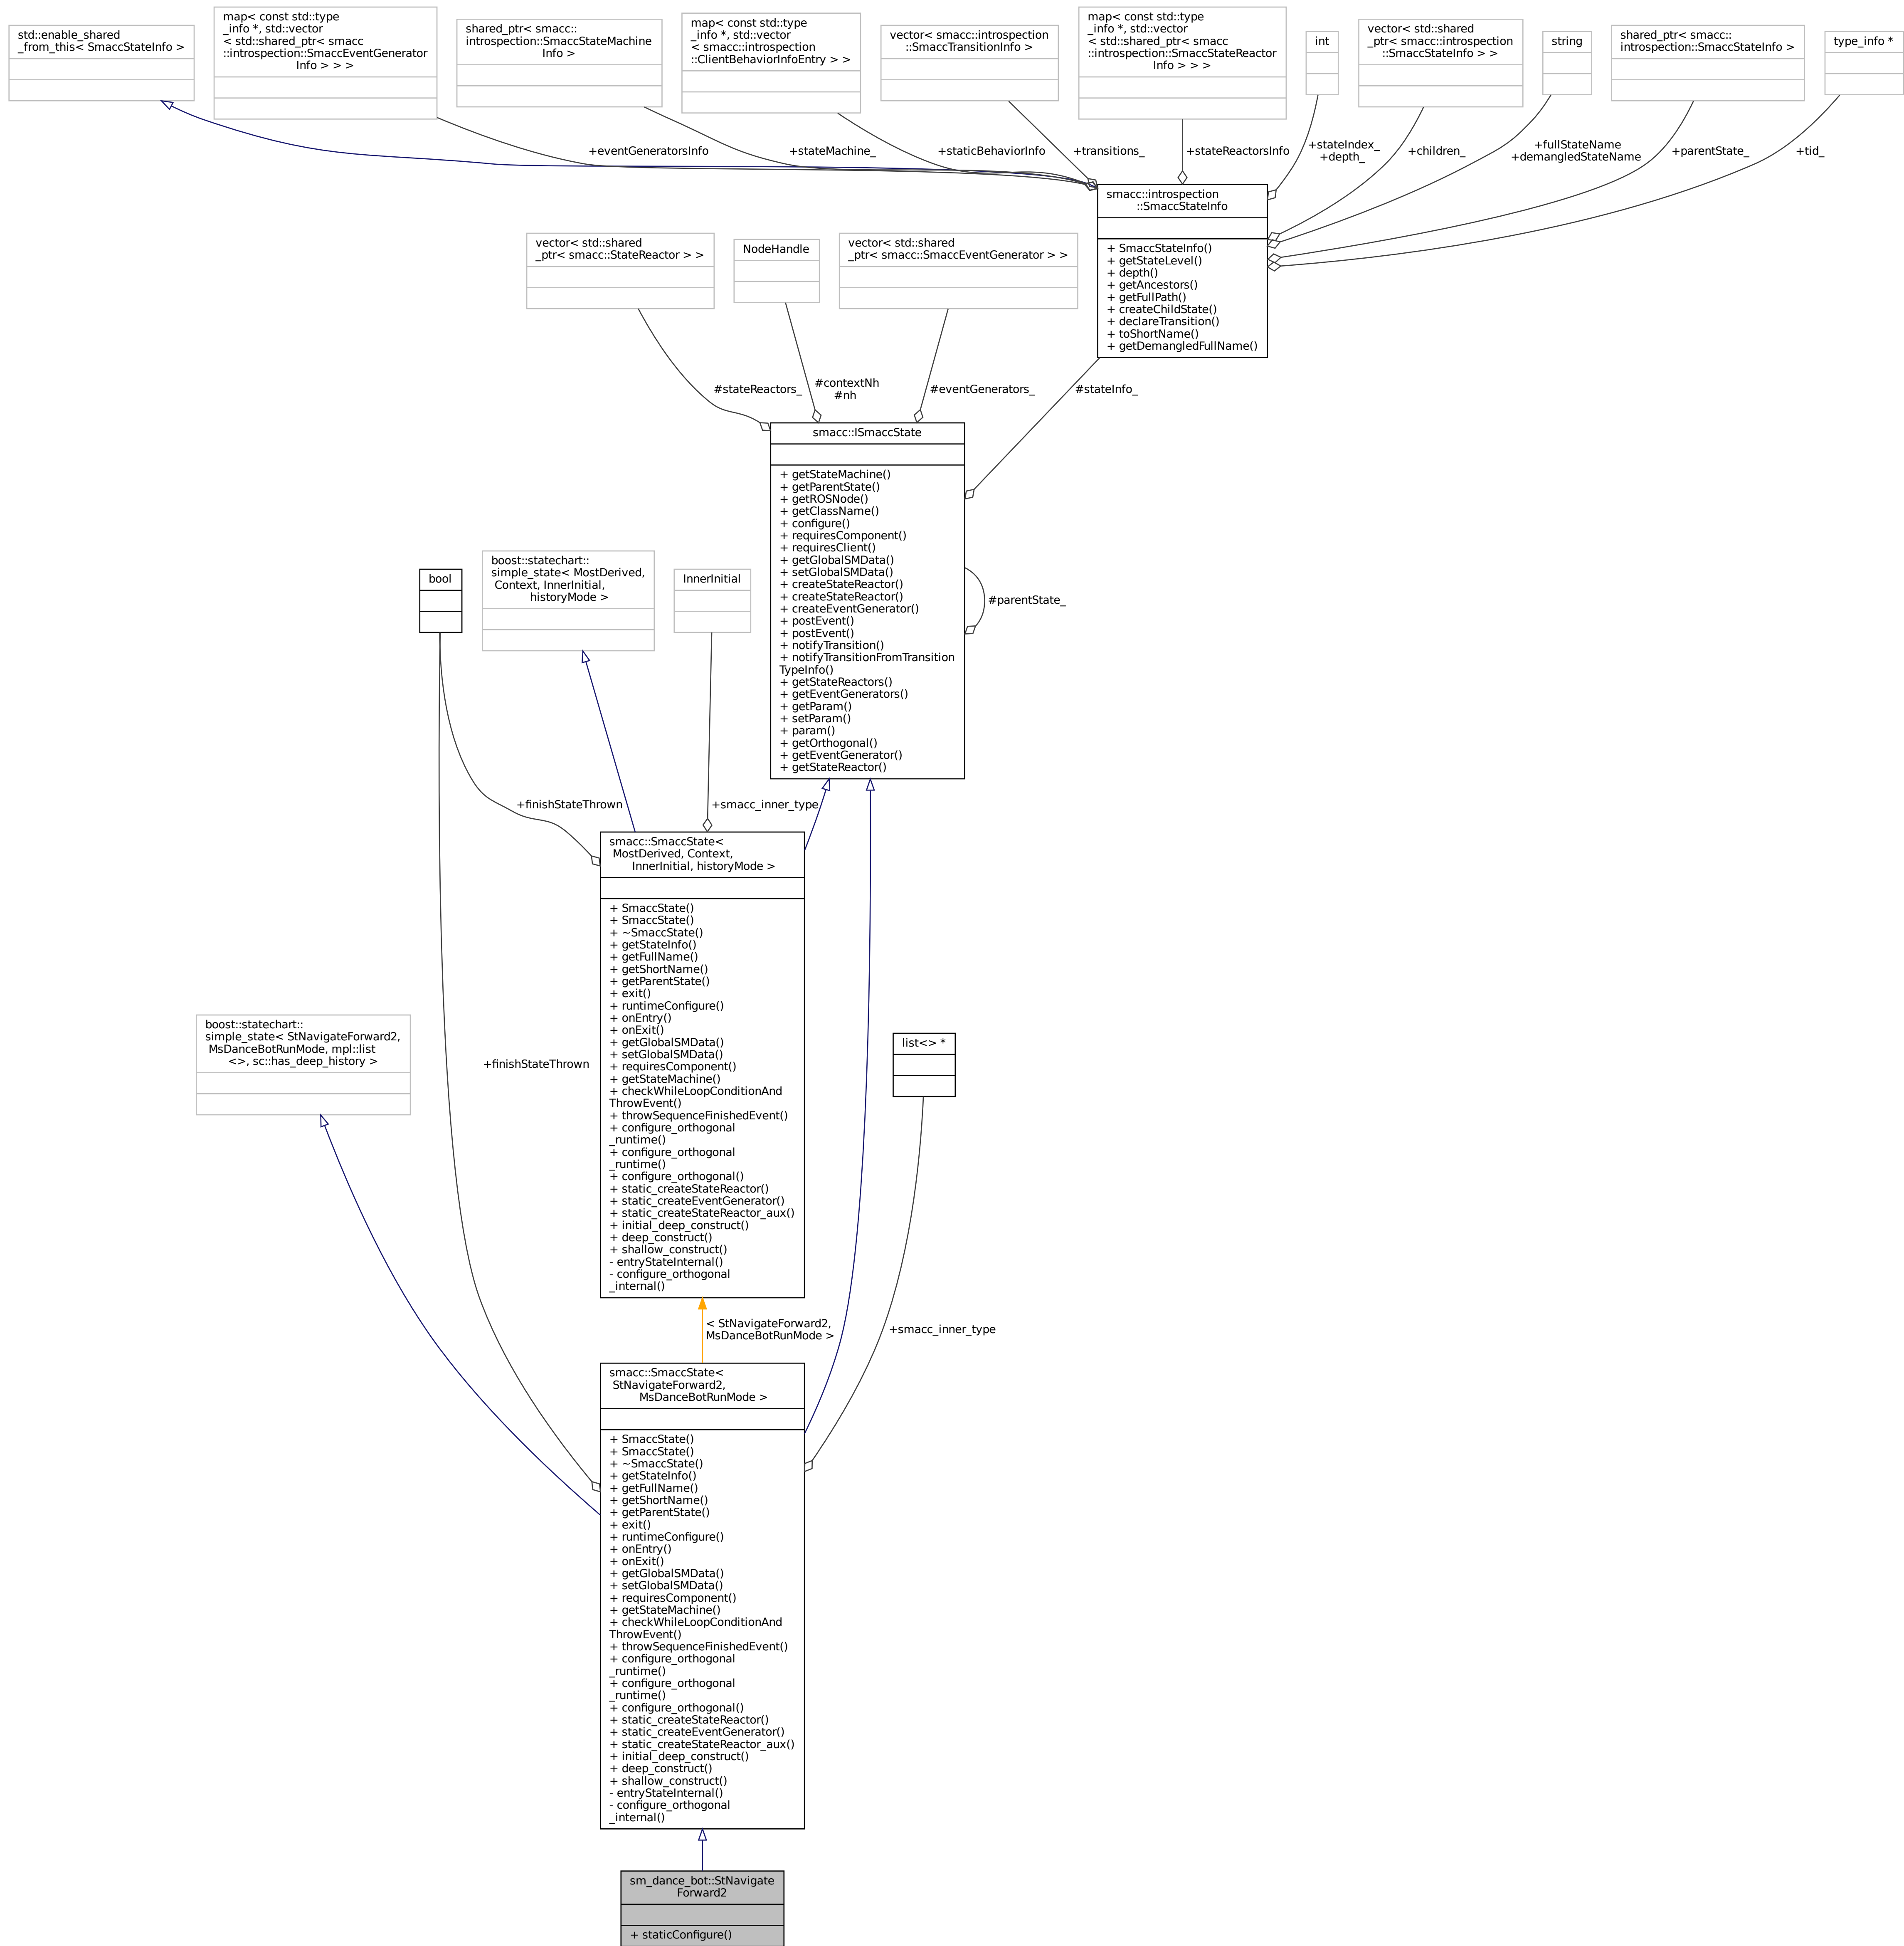 std::enable_shared
_from_this< SmaccStateInfo >
map< const std::type
_info *, std::vector
< std::shared_ptr< smacc
::introspection::SmaccEventGenerator
Info > > >
shared_ptr< smacc::
introspection::SmaccStateMachine
Info >
map< const std::type
_info *, std::vector
< smacc::introspection
::ClientBehaviorInfoEntry > >
vector< smacc::introspection
::SmaccTransitionInfo >
map< const std::type
_info *, std::vector
< std::shared_ptr< smacc
::introspection::SmaccStateReactor
Info > > >
int
vector< std::shared
_ptr< smacc::introspection
::SmaccStateInfo > >
string
shared_ptr< smacc::
introspection::SmaccStateInfo >
type_info *
+eventGeneratorsInfo
+stateMachine_
+staticBehaviorInfo
+transitions_
+stateReactorsInfo
+stateIndex_
+depth_
+children_
+fullStateName
+demangledStateName
+parentState_
+tid_
smacc::introspection
::SmaccStateInfo
+ SmaccStateInfo()
+ getStateLevel()
+ depth()
+ getAncestors()
+ getFullPath()
+ createChildState()
+ declareTransition()
+ toShortName()
+ getDemangledFullName()
vector< std::shared
_ptr< smacc::StateReactor > >
NodeHandle
vector< std::shared
_ptr< smacc::SmaccEventGenerator > >
#stateReactors_
#contextNh
#nh
#eventGenerators_
#stateInfo_
smacc::ISmaccState
+ getStateMachine()
+ getParentState()
+ getROSNode()
+ getClassName()
+ configure()
+ requiresComponent()
+ requiresClient()
+ getGlobalSMData()
+ setGlobalSMData()
+ createStateReactor()
+ createStateReactor()
+ createEventGenerator()
+ postEvent()
+ postEvent()
+ notifyTransition()
+ notifyTransitionFromTransition
TypeInfo()
+ getStateReactors()
+ getEventGenerators()
+ getParam()
+ setParam()
+ param()
+ getOrthogonal()
+ getEventGenerator()
+ getStateReactor()
#parentState_
bool
boost::statechart::
simple_state< MostDerived,
Context, InnerInitial,
historyMode >
InnerInitial
+finishStateThrown
+smacc_inner_type
smacc::SmaccState<
MostDerived, Context,
InnerInitial, historyMode >
+ SmaccState()
+ SmaccState()
+ ~SmaccState()
+ getStateInfo()
+ getFullName()
+ getShortName()
+ getParentState()
+ exit()
+ runtimeConfigure()
+ onEntry()
+ onExit()
+ getGlobalSMData()
+ setGlobalSMData()
+ requiresComponent()
+ getStateMachine()
+ checkWhileLoopConditionAnd
ThrowEvent()
+ throwSequenceFinishedEvent()
+ configure_orthogonal
_runtime()
+ configure_orthogonal
_runtime()
+ configure_orthogonal()
+ static_createStateReactor()
+ static_createEventGenerator()
+ static_createStateReactor_aux()
+ initial_deep_construct()
+ deep_construct()
+ shallow_construct()
- entryStateInternal()
- configure_orthogonal
_internal()
boost::statechart::
simple_state< StNavigateForward2,
MsDanceBotRunMode, mpl::list
<>, sc::has_deep_history >
+finishStateThrown
list<> *
< StNavigateForward2,
MsDanceBotRunMode >
+smacc_inner_type
smacc::SmaccState<
StNavigateForward2,
MsDanceBotRunMode >
+ SmaccState()
+ SmaccState()
+ ~SmaccState()
+ getStateInfo()
+ getFullName()
+ getShortName()
+ getParentState()
+ exit()
+ runtimeConfigure()
+ onEntry()
+ onExit()
+ getGlobalSMData()
+ setGlobalSMData()
+ requiresComponent()
+ getStateMachine()
+ checkWhileLoopConditionAnd
ThrowEvent()
+ throwSequenceFinishedEvent()
+ configure_orthogonal
_runtime()
+ configure_orthogonal
_runtime()
+ configure_orthogonal()
+ static_createStateReactor()
+ static_createEventGenerator()
+ static_createStateReactor_aux()
+ initial_deep_construct()
+ deep_construct()
+ shallow_construct()
- entryStateInternal()
- configure_orthogonal
_internal()
sm_dance_bot::StNavigate
Forward2
+ staticConfigure()